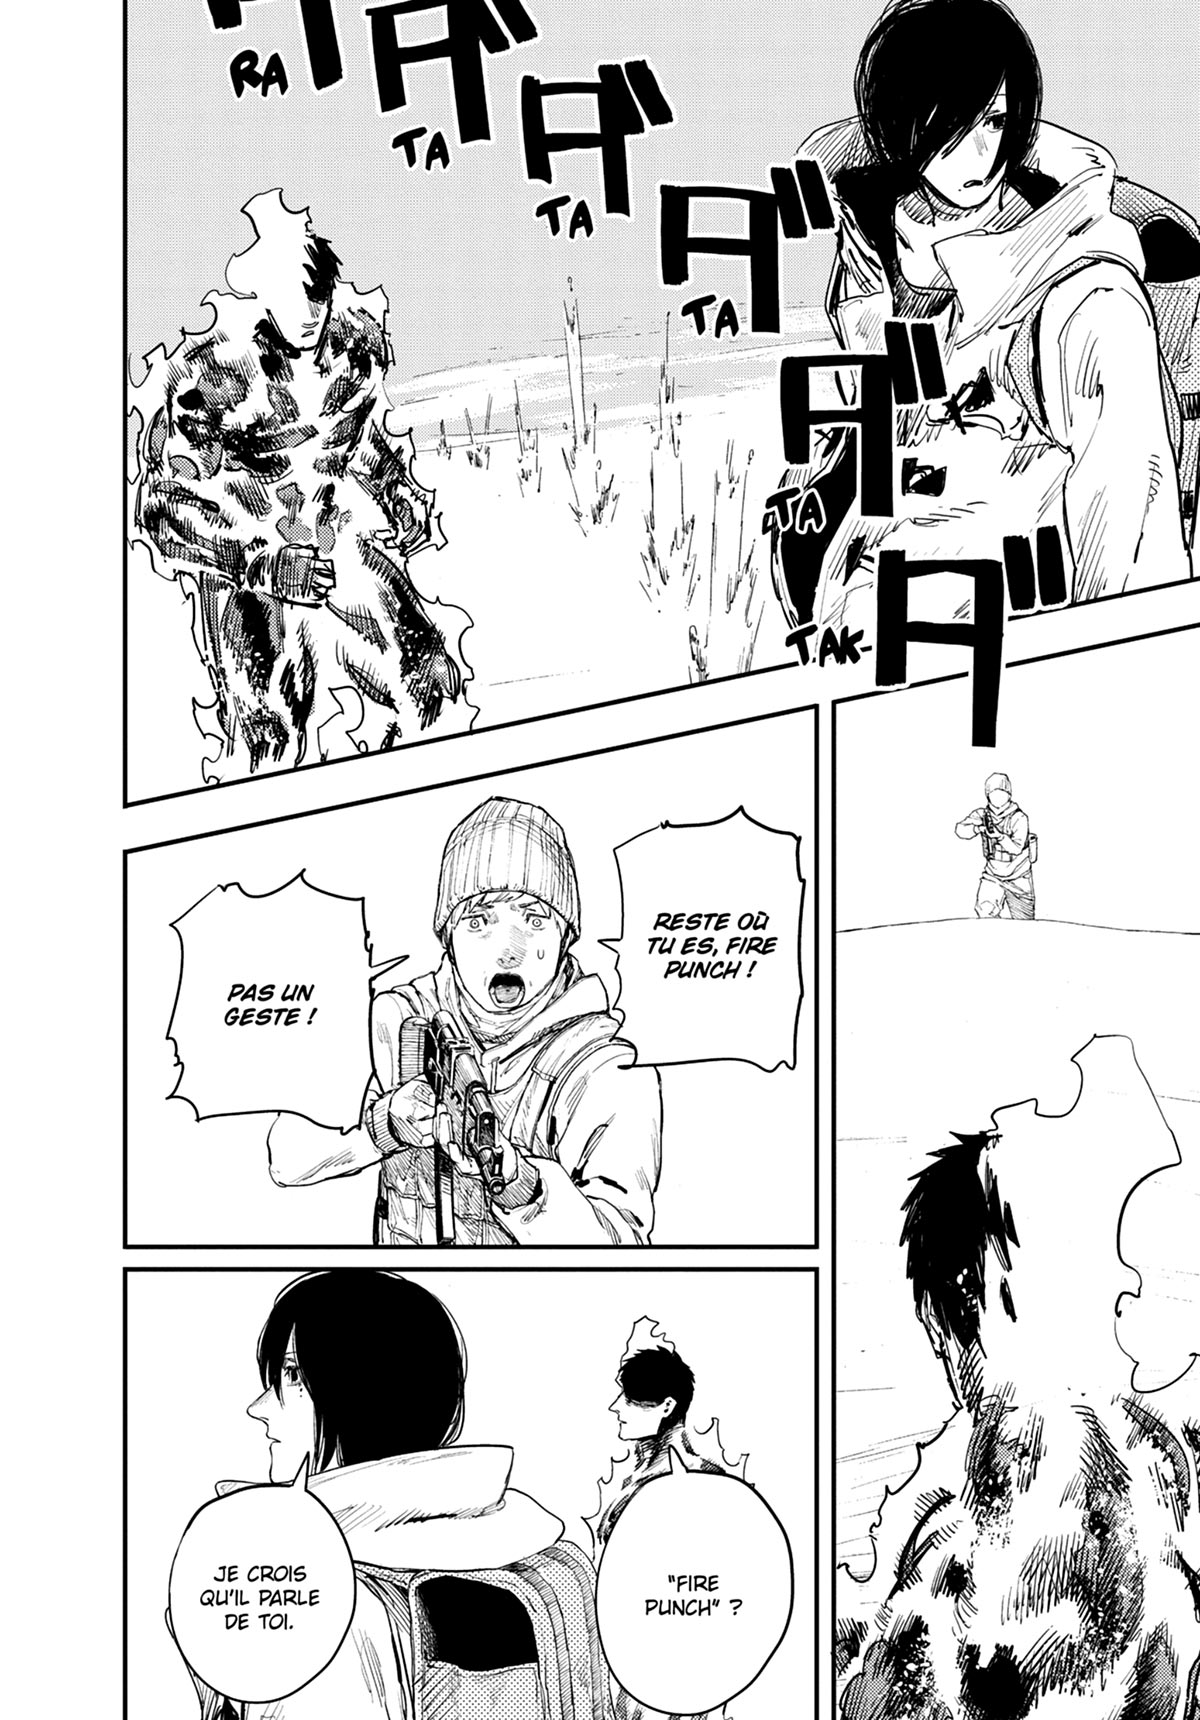 RA
TA
TA
TA
TA
TAK-
ダダダダダダ
RESTE OÙ
TU ES, FIRE
PUNCH !
PAS UN
GESTE !
"FIRE
PUNCH" ?
JE CROIS
QU'IL PARLE
DE TOI.